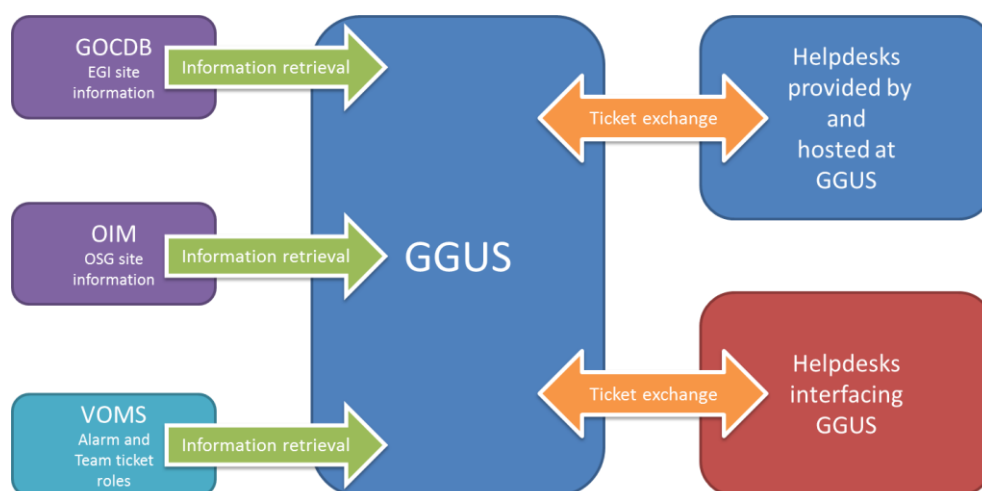 GOCDB
EGI site
information
Information retrieval
OIM
OSG site
information
Information retrieval
VOMS
Alarm and
Team ticket
roles
Information retrieval
GGUS
Ticket exchange
Helpdesks
provided by
and
hosted at
GGUS
Ticket exchange
Helpdesks
interfacing
GGUS